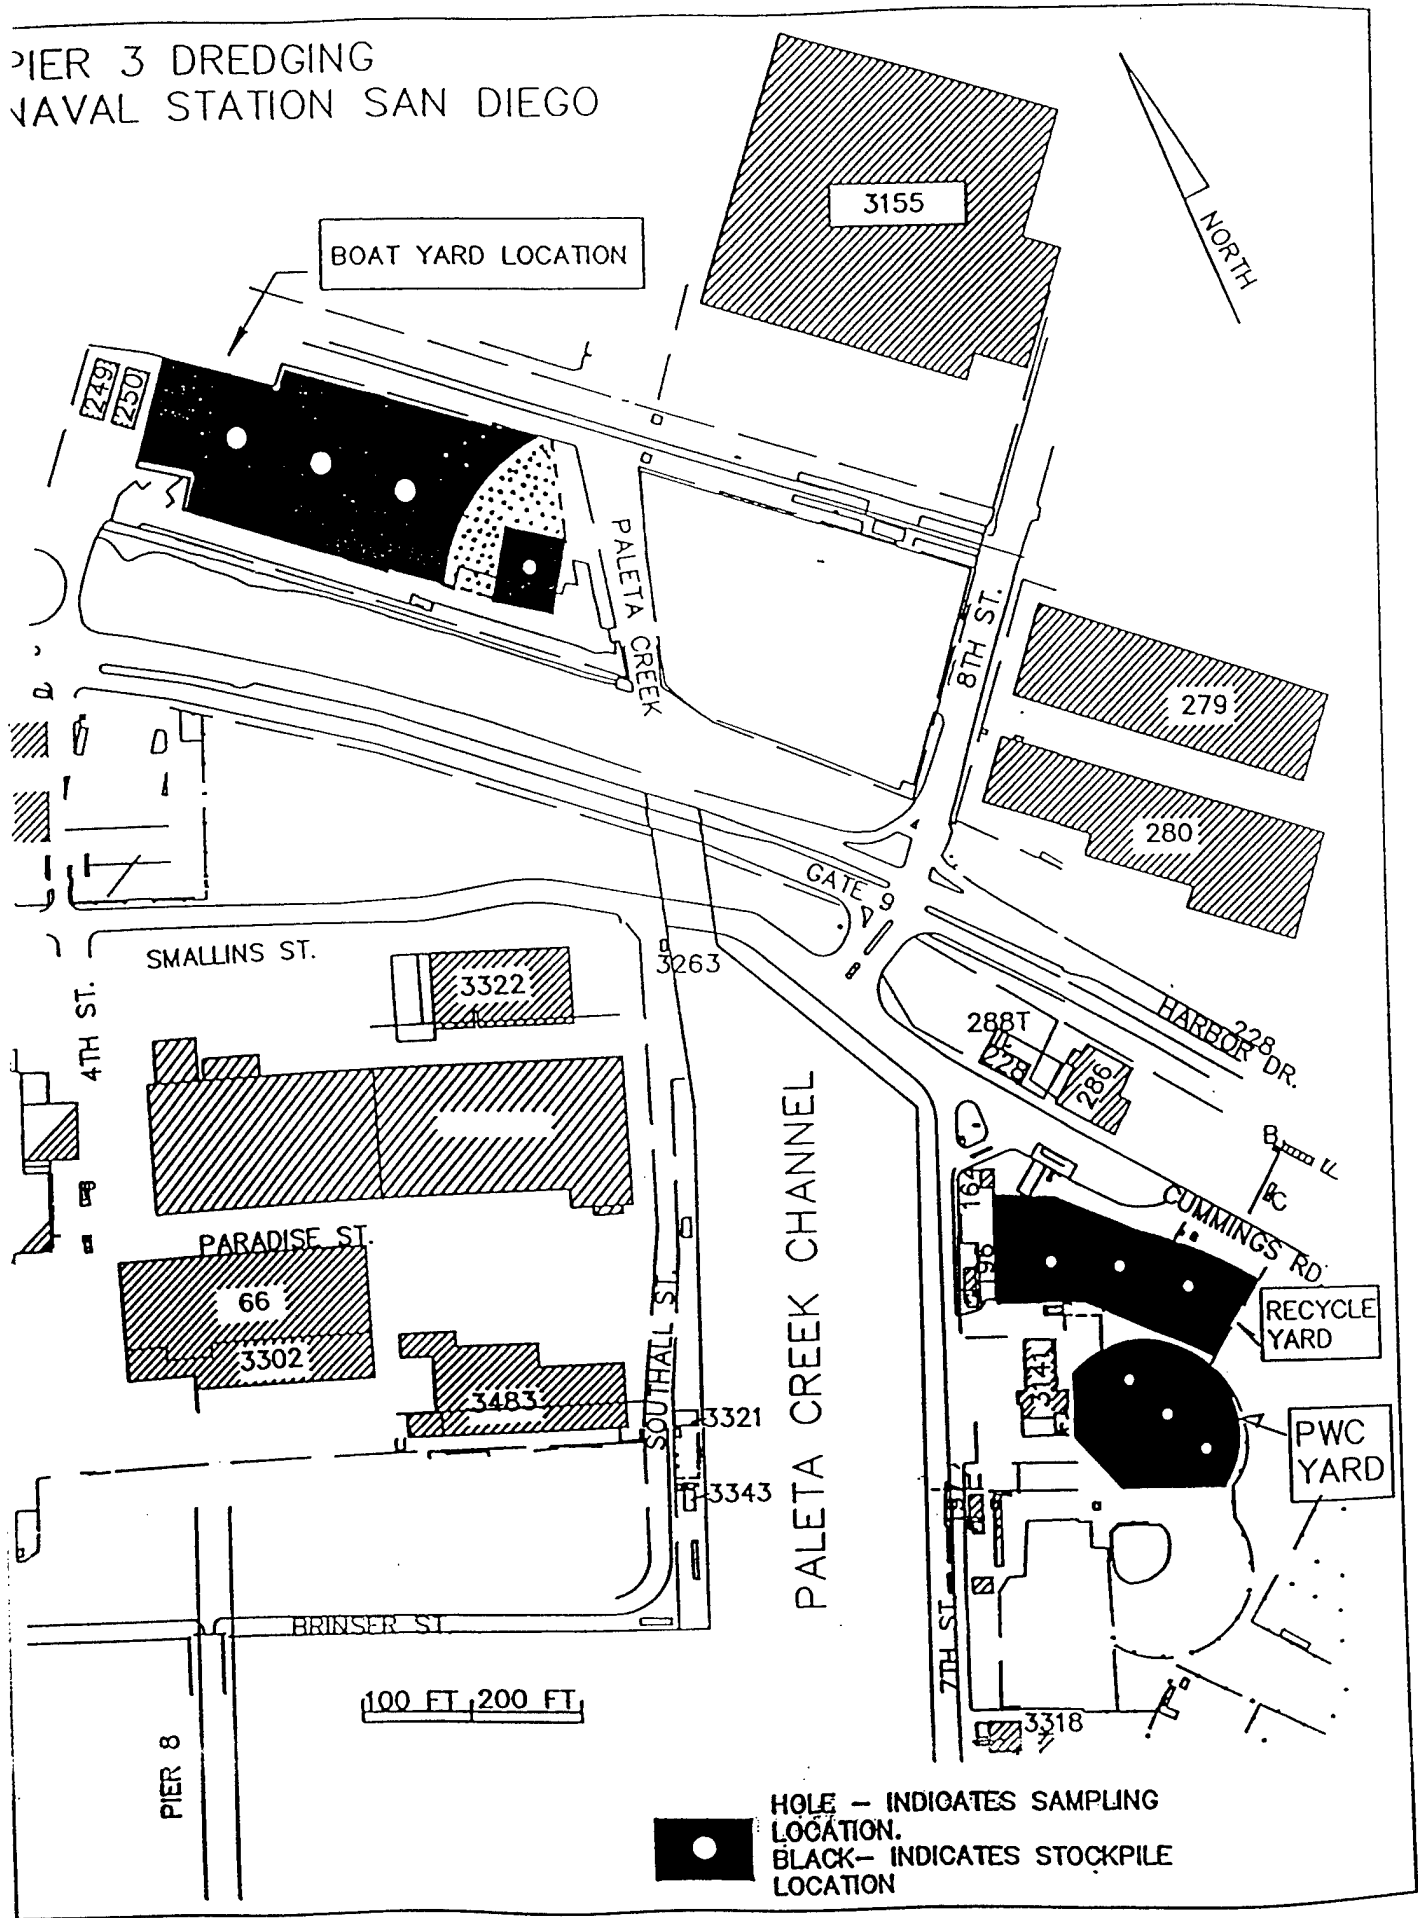 PIER 3 DREDGING
NAVAL STATION SAN DIEGO
3155
NORTH
BOAT YARD LOCATION
249
250
PALETA CREEK
8TH ST.
279
280
GATE 9
SMALLINS ST.
3263
3322
4TH ST.
HARBOR DR.
228
288T
228
286
B
C
CUMMINGS RD.
164
196
PARADISE ST.
66
3302
3483
SOUTHALL ST.
3321
3343
PALETA CREEK CHANNEL
RECYCLE
YARD
3141
PWC
YARD
BRINSER ST.
7TH ST.
3318
100 FT 200 FT
PIER 8
HOLE – INDICATES SAMPLING
LOCATION.
BLACK– INDICATES STOCKPILE
LOCATION